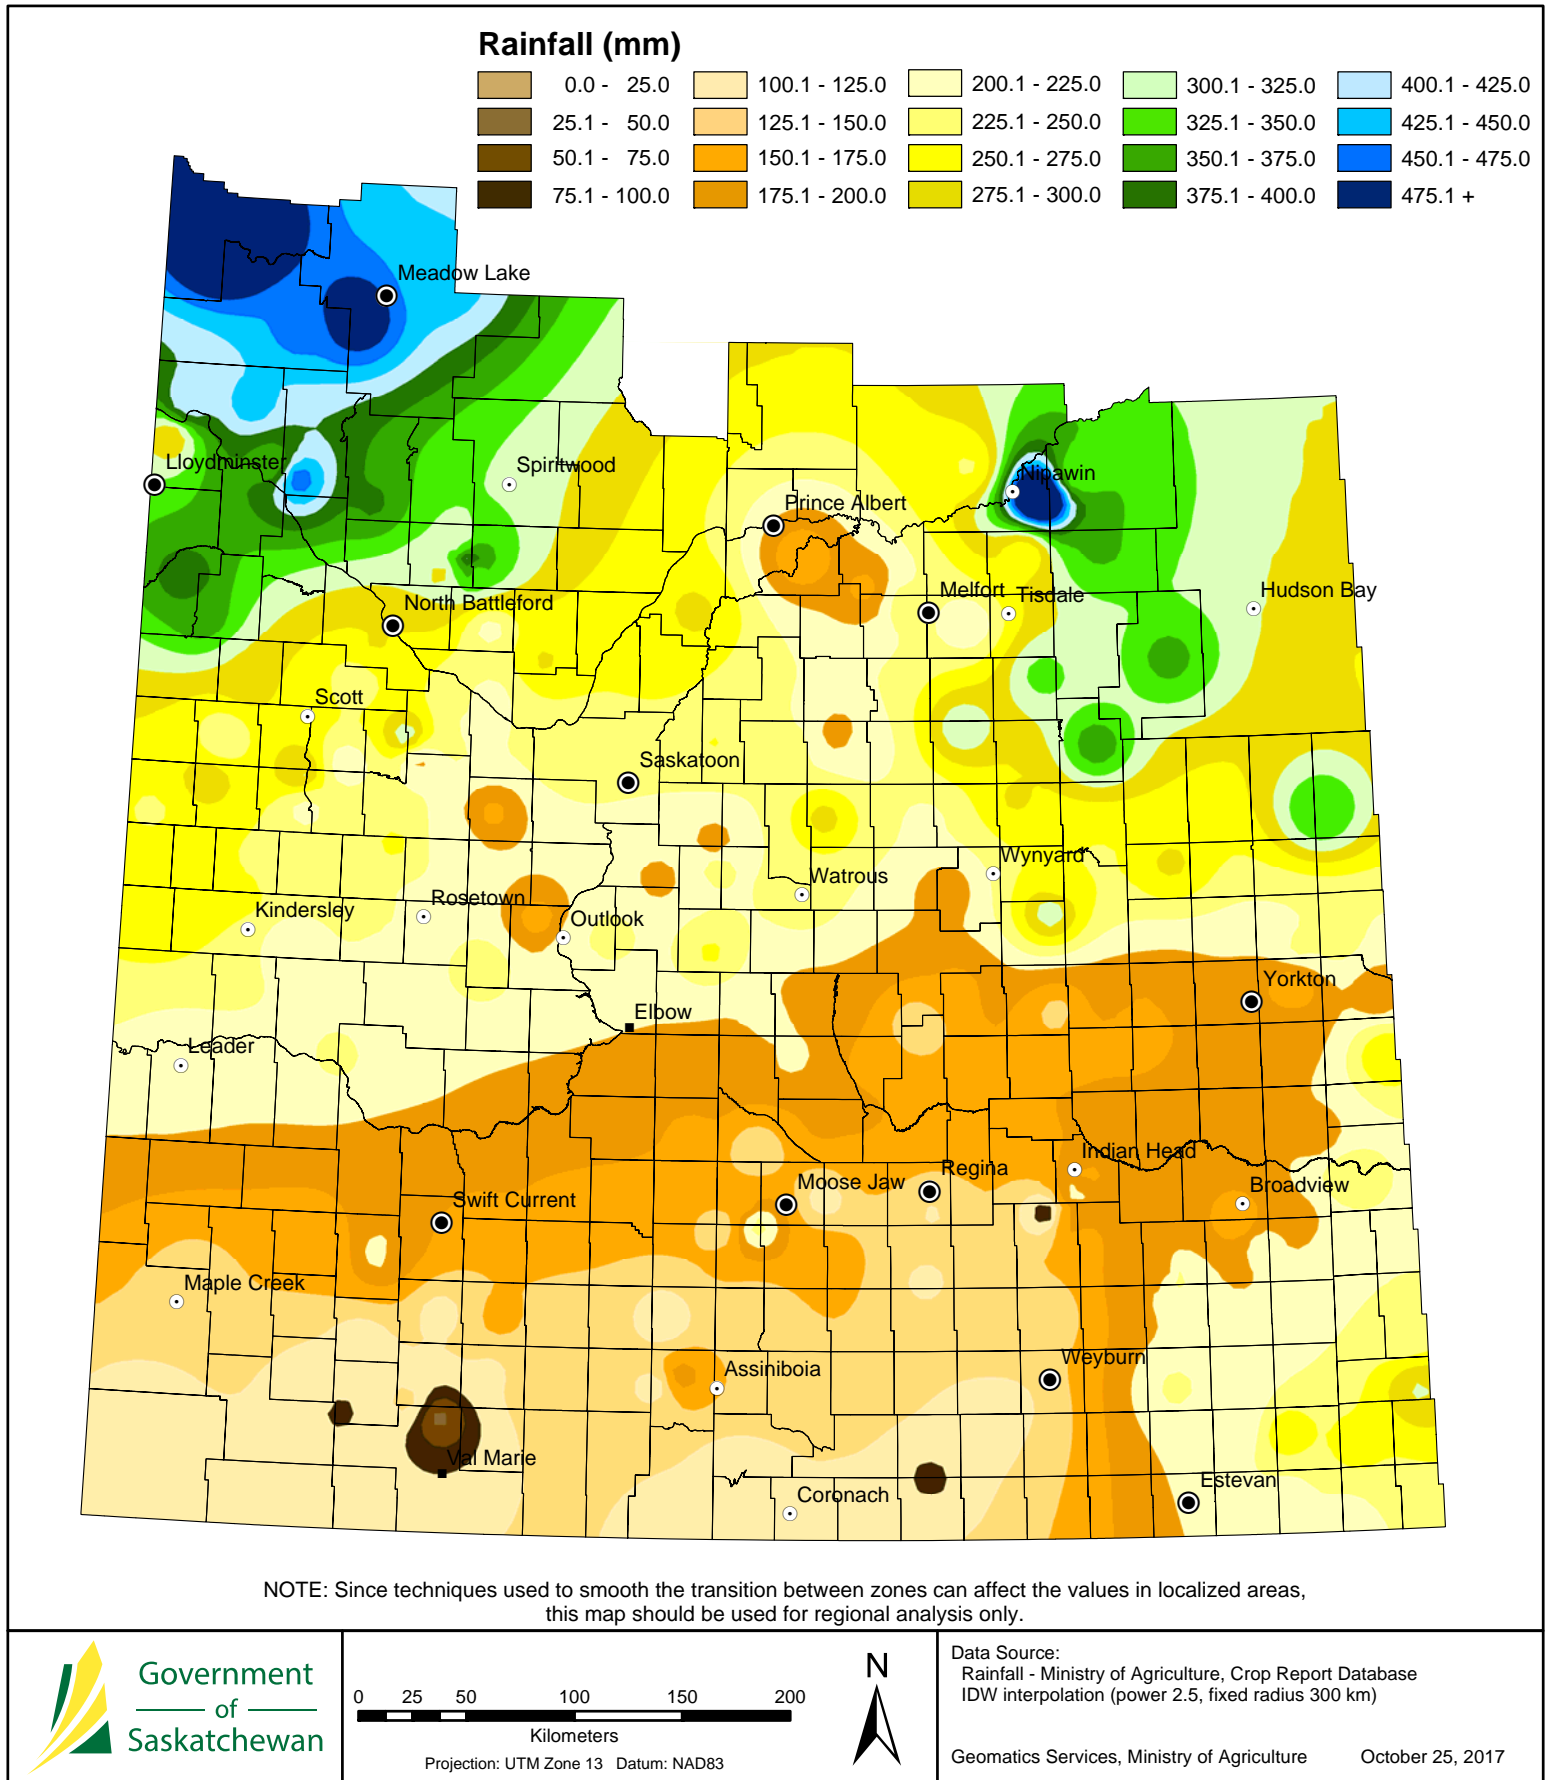 Rainfall (mm)
0.0 - 25.0
25.1 - 50.0
50.1 - 75.0
75.1 - 100.0
100.1 - 125.0
125.1 - 150.0
150.1 - 175.0
175.1 - 200.0
200.1 - 225.0
225.1 - 250.0
250.1 - 275.0
275.1 - 300.0
300.1 - 325.0
325.1 - 350.0
350.1 - 375.0
375.1 - 400.0
400.1 - 425.0
425.1 - 450.0
450.1 - 475.0
475.1 +
Meadow Lake
Lloydminster
Spiritwood
Nipawin
Prince Albert
North Battleford
Melfort
Tisdale
Hudson Bay
Scott
Saskatoon
Wynyard
Watrous
Rosetown
Kindersley
Outlook
Yorkton
Elbow
Leader
Indian Head
Regina
Moose Jaw
Broadview
Swift Current
Maple Creek
Weyburn
Assiniboia
Val Marie
Estevan
Coronach
NOTE: Since techniques used to smooth the transition between zones can affect the values in localized areas,
this map should be used for regional analysis only.
Government
of
Saskatchewan
0 25 50 100 150 200
Kilometers
Projection: UTM Zone 13 Datum: NAD83
N
Data Source:
Rainfall - Ministry of Agriculture, Crop Report Database
IDW interpolation (power 2.5, fixed radius 300 km)
Geomatics Services, Ministry of Agriculture October 25, 2017